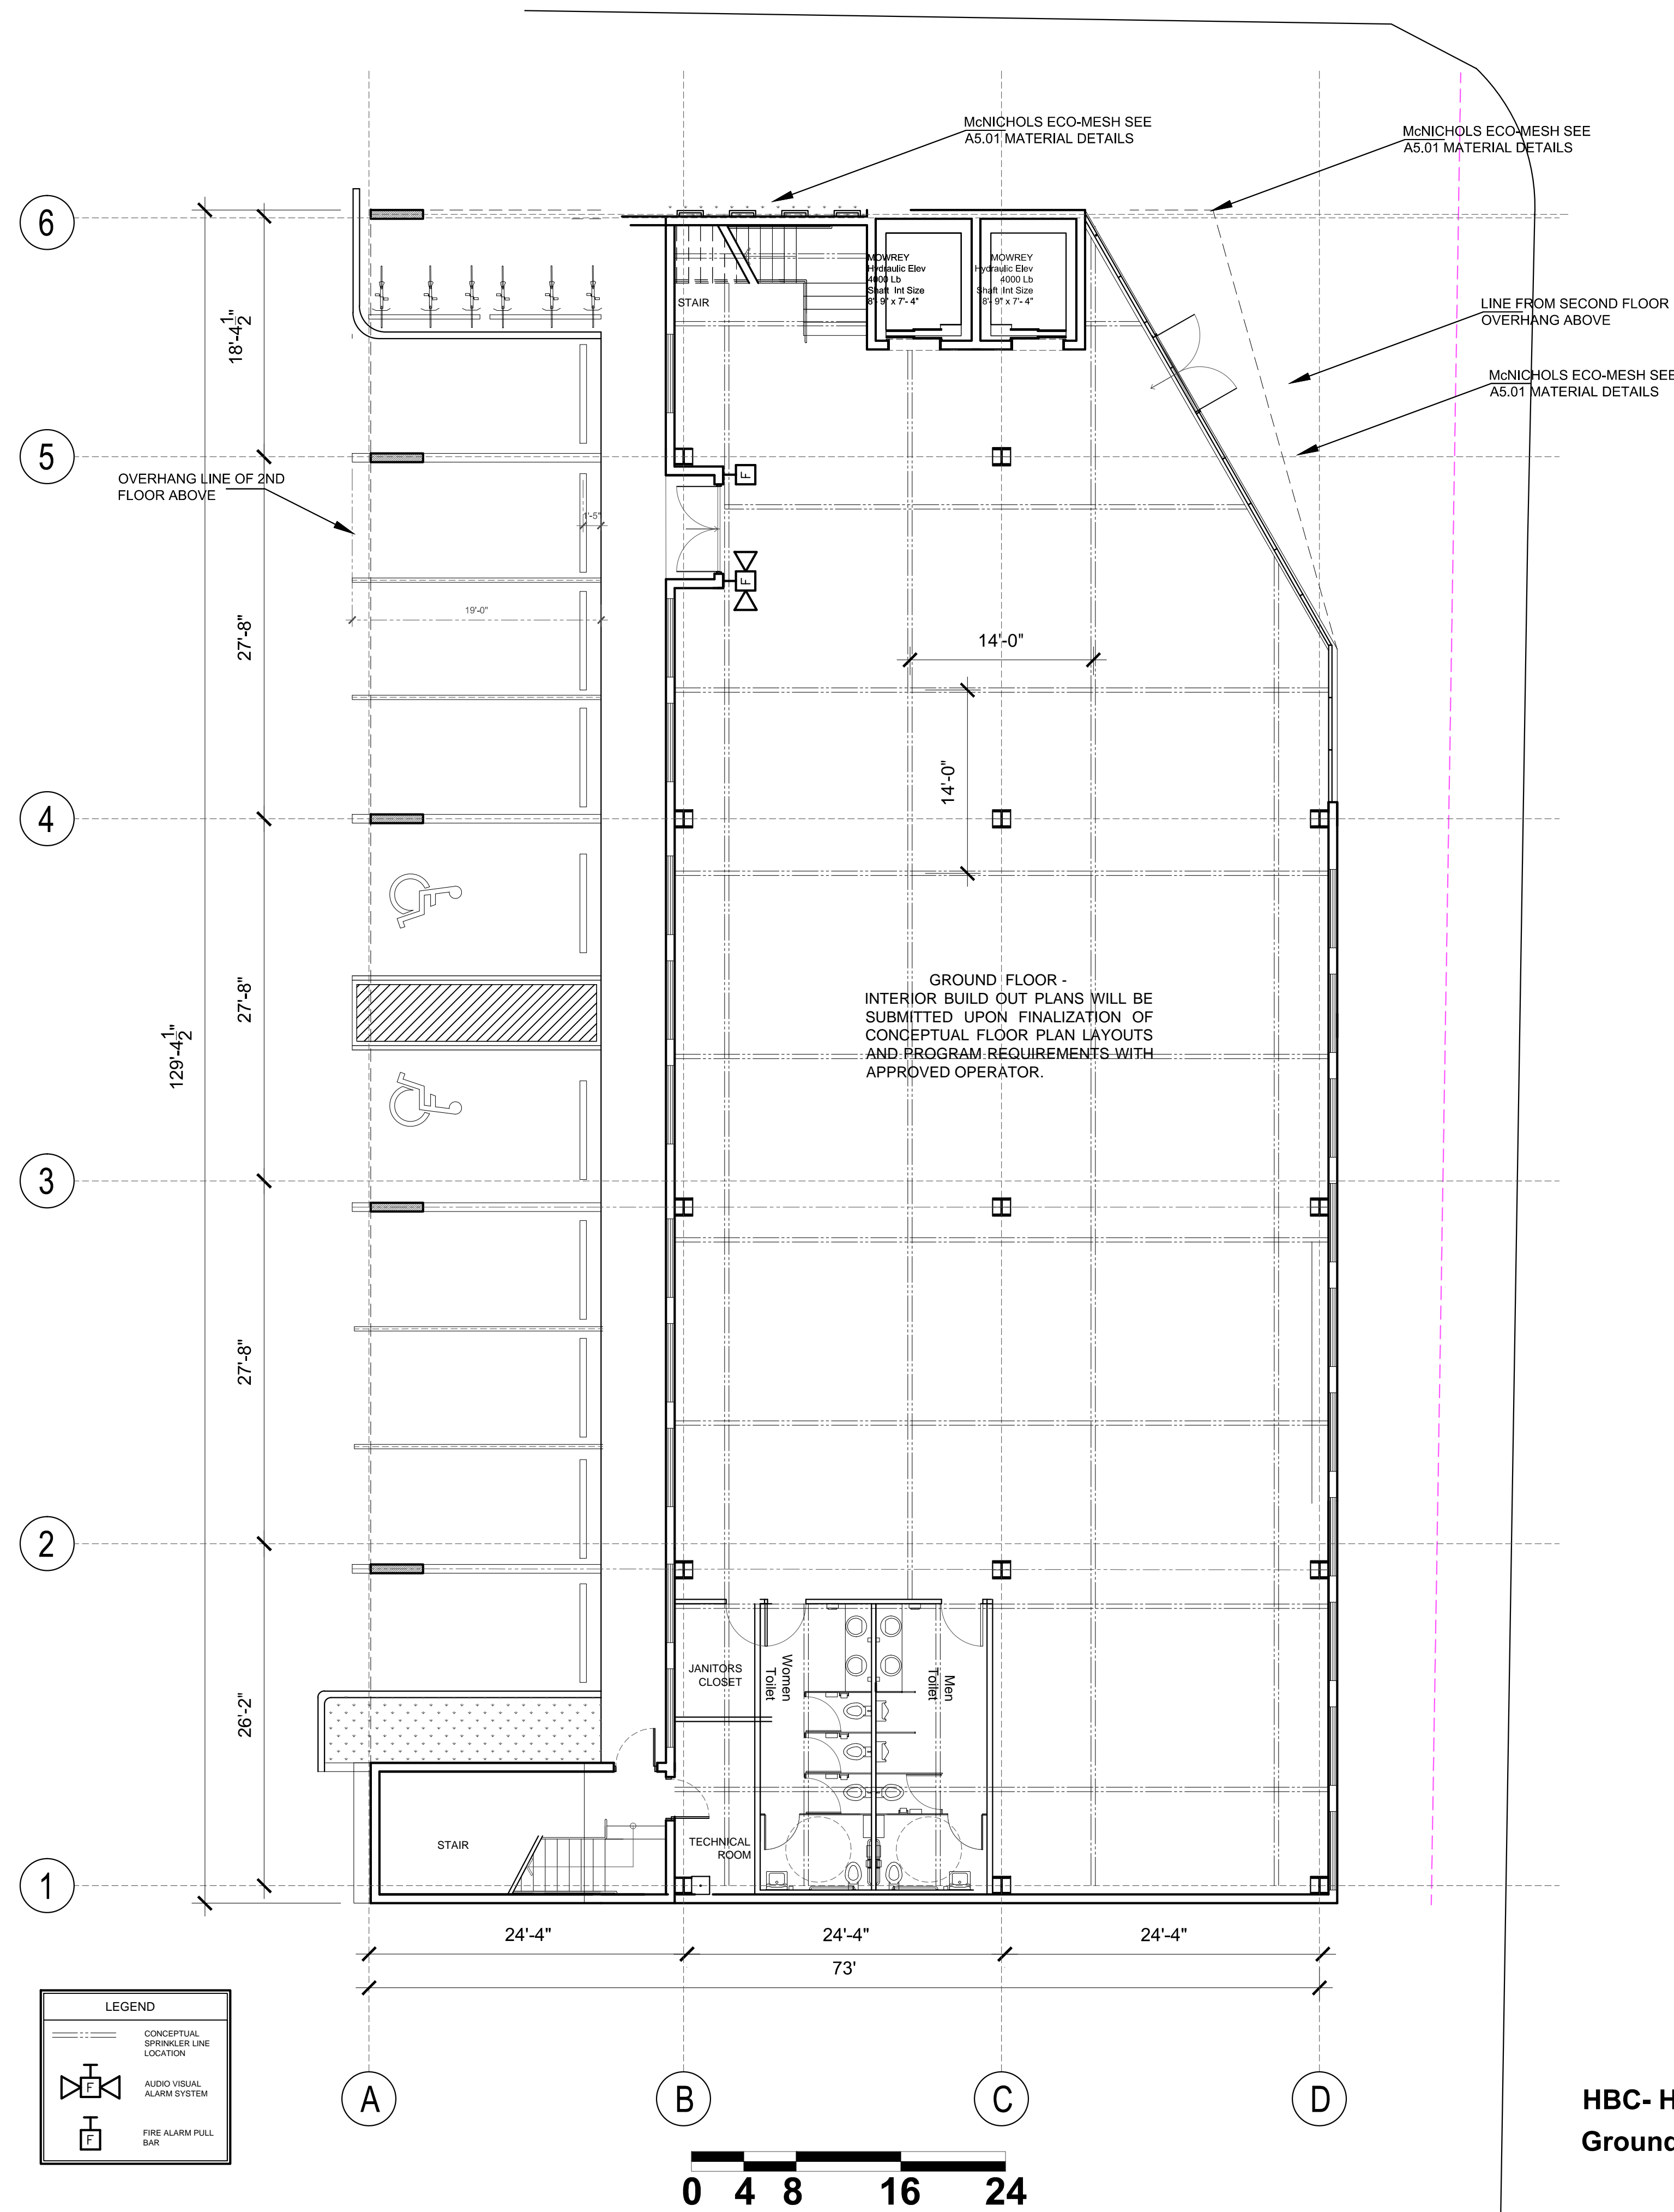 McNICHOLS ECO-MESH SEE
A5.01 MATERIAL DETAILS
McNICHOLS ECO-MESH SEE
A5.01 MATERIAL DETAILS
6
MOWREY
Hydraulic Elev
4000 Lb
Shaft Int Size
8'- 9" x 7'- 4"
MOWREY
Hydraulic Elev
4000 Lb
Shaft Int Size
8'- 9" x 7'- 4"
STAIR
LINE FROM SECOND FLOOR
OVERHANG ABOVE
18'-4 1/2"
McNICHOLS ECO-MESH SEE
A5.01 MATERIAL DETAILS
5
OVERHANG LINE OF 2ND
FLOOR ABOVE
F
1'-5"
F
19'-0"
27'-8"
14'-0"
14'-0"
4
GROUND FLOOR -
INTERIOR BUILD OUT PLANS WILL BE
SUBMITTED UPON FINALIZATION OF
CONCEPTUAL FLOOR PLAN LAYOUTS
AND PROGRAM REQUIREMENTS WITH
APPROVED OPERATOR.
27'-8"
129'-4 1/2"
3
27'-8"
2
JANITORS
CLOSET
Women
Toilet
Men
Toilet
26'-2"
STAIR
TECHNICAL
ROOM
1
24'-4"
24'-4"
24'-4"
73'
LEGEND
CONCEPTUAL
SPRINKLER LINE
LOCATION
F
AUDIO VISUAL
ALARM SYSTEM
F
FIRE ALARM PULL
BAR
A
B
C
D
HBC- H
Ground
0 4 8 16 24